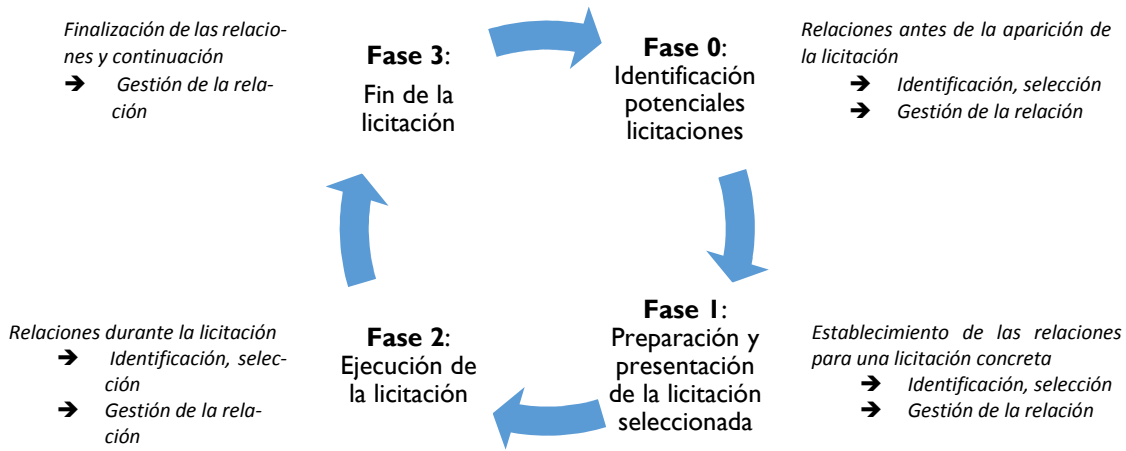 Finalización de las relacio-
nes y continuación
➔ Gestión de la rela-
ción
Fase 3:
Fin de la
licitación
Fase 0:
Identificación
potenciales
licitaciones
Relaciones antes de la aparición de
la licitación
➔ Identificación, selección
➔ Gestión de la relación
Relaciones durante la licitación
➔ Identificación, selec-
ción
➔ Gestión de la rela-
ción
Fase 2:
Ejecución de
la licitación
Fase 1:
Preparación y
presentación
de la licitación
seleccionada
Establecimiento de las relaciones
para una licitación concreta
➔ Identificación, selección
➔ Gestión de la relación